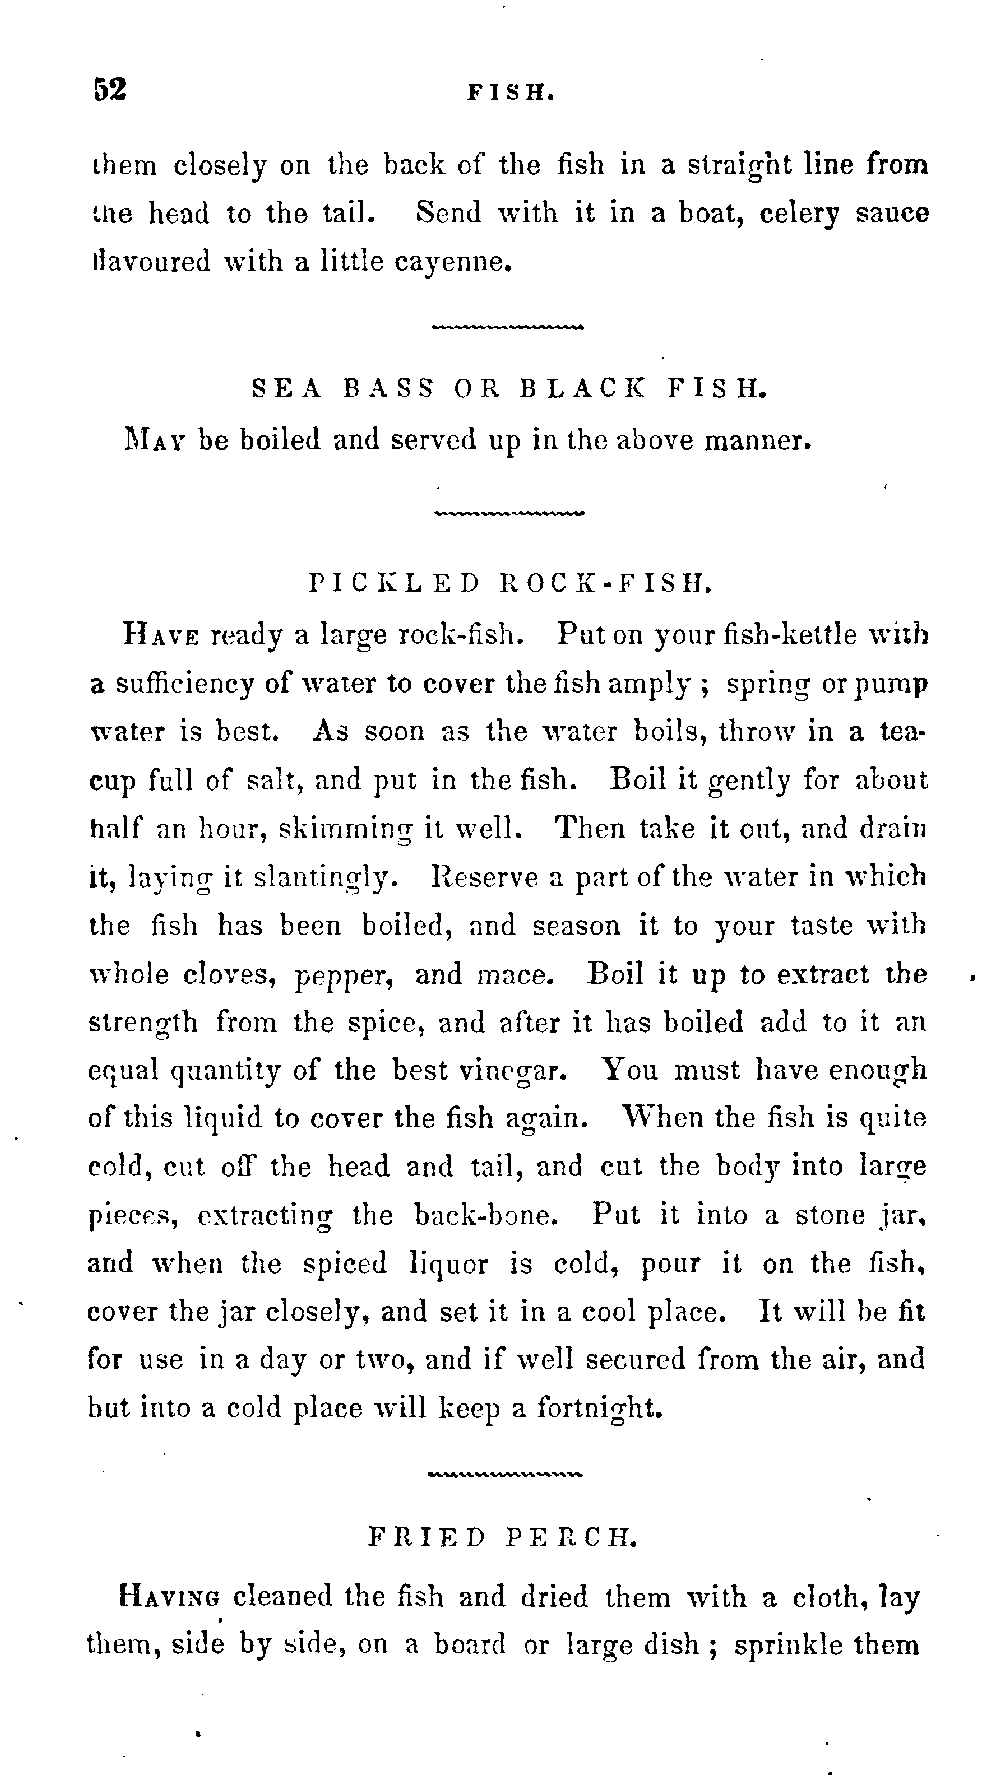 52 FISH.
them closely on the back of the fish in a straight line from
the head to the tail. Send with it in a boat, celery sauce
flavoured with a little cayenne.
SEA BASS OR BLACK FISH.
MAY be boiled and served up in the above manner.
PICKLED ROCK-FISH.
HAVE ready a large rock-fish. Put on your fish-kettle with
a sufficiency of water to cover the fish amply; spring or pump
water is best. As soon as the water boils, throw in a tea-
cup full of salt, and put in the fish. Boil it gently for about
half an hour, skimming it well. Then take it out, and drain
it, laying it slantingly. Reserve a part of the water in which
the fish has been boiled, and season it to your taste with
whole cloves, pepper, and mace. Boil it up to extract the
strength from the spice, and after it has boiled add to it an
equal quantity of the best vinegar. You must have enough
of this liquid to cover the fish again. When the fish is quite
cold, cut off the head and tail, and cut the body into large
pieces, extracting the back-bone. Put it into a stone jar,
and when the spiced liquor is cold, pour it on the fish,
cover the jar closely, and set it in a cool place. It will be fit
for use in a day or two, and if well secured from the air, and
but into a cold place will keep a fortnight.
FRIED PERCH.
HAVING cleaned the fish and dried them with a cloth, lay
them, side by side, on a board or large dish; sprinkle them